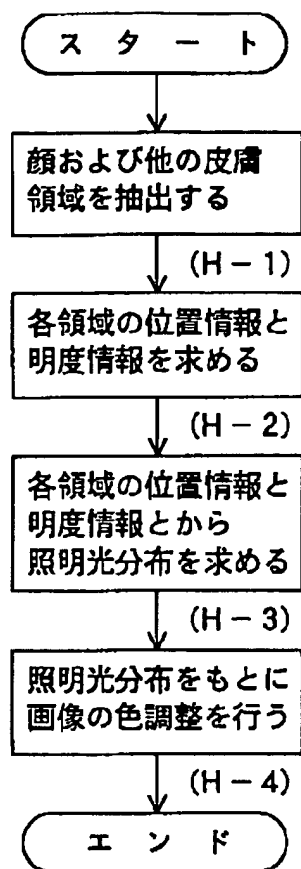 スタート
顔および他の皮膚
領域を抽出する
(H-1)
各領域の位置情報と
明度情報を求める
(H-2)
各領域の位置情報と
明度情報とから
照明光分布を求める
(H-3)
照明光分布をもとに
画像の色調整を行う
(H-4)
エンド